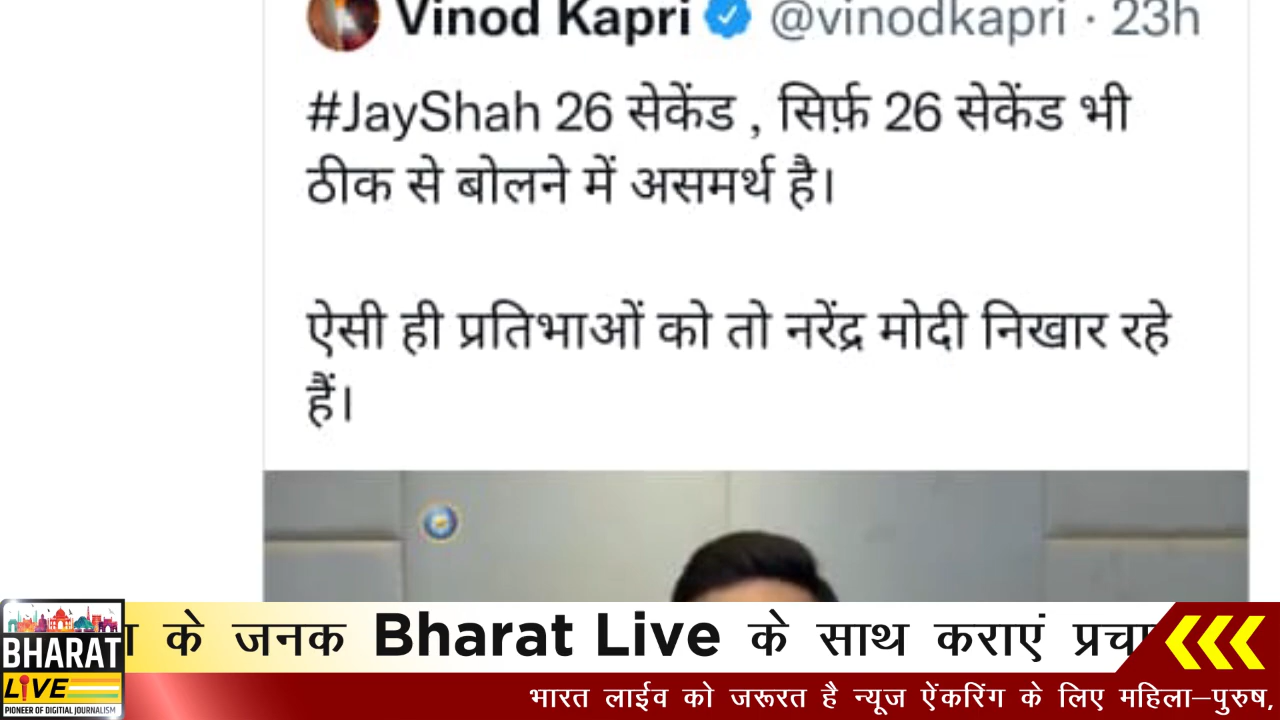 Vinod Kapri @vinodkapri · 23h
#JayShah 26 सेकेंड , सिर्फ़ 26 सेकेंड भी
ठीक से बोलने में असमर्थ है।
ऐसी ही प्रतिभाओं को तो नरेंद्र मोदी निखार रहे
हैं।
के जनक Bharat Live के साथ कराएं
BHARAT
LIVE
PIONEER OF DIGITAL JOURNALISM
भारत लाईव को जरूरत है न्यूज ऐंकरिंग के लिए महिला–पुरुष,